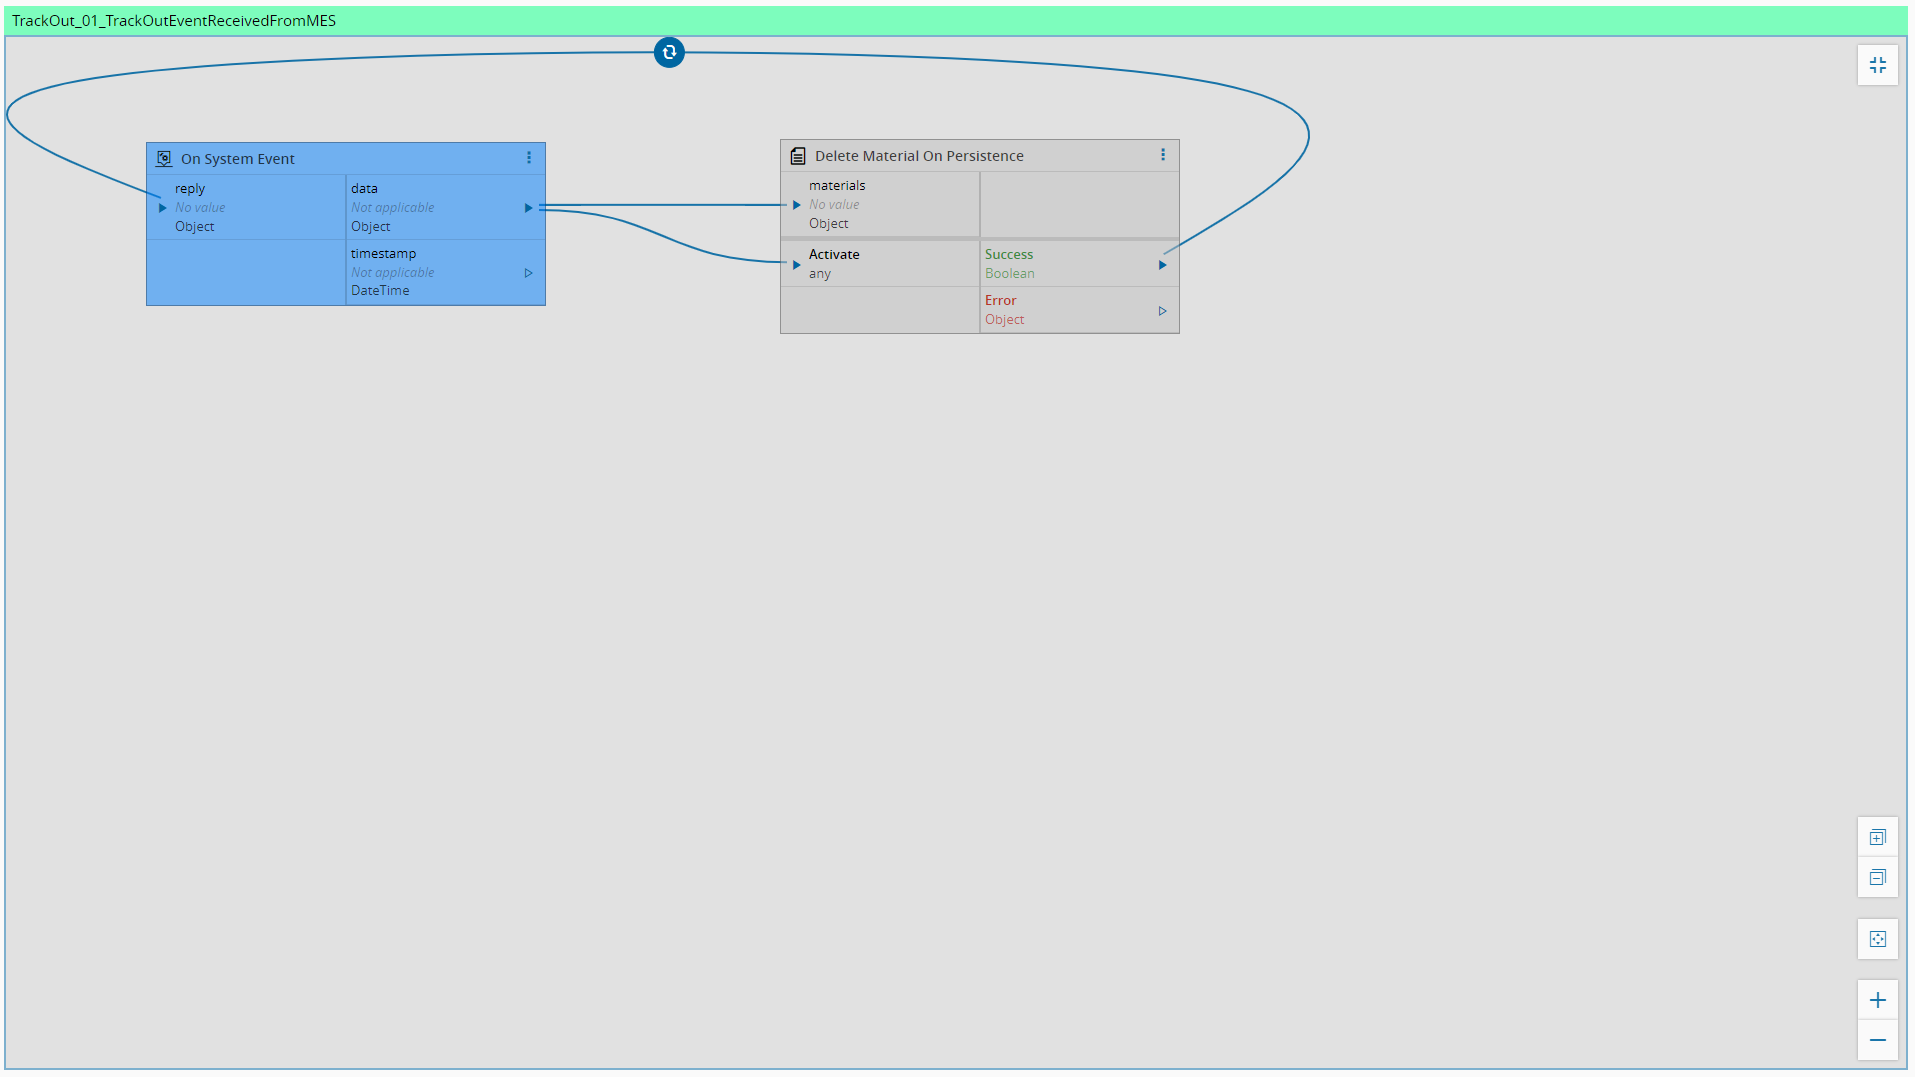 TrackOut_01_TrackOutEventReceivedFromMES
On System Event
reply
No value
Object
data
Not applicable
Object
timestamp
Not applicable
DateTime
Delete Material On Persistence
materials
No value
Object
Activate
any
Success
Boolean
Error
Object